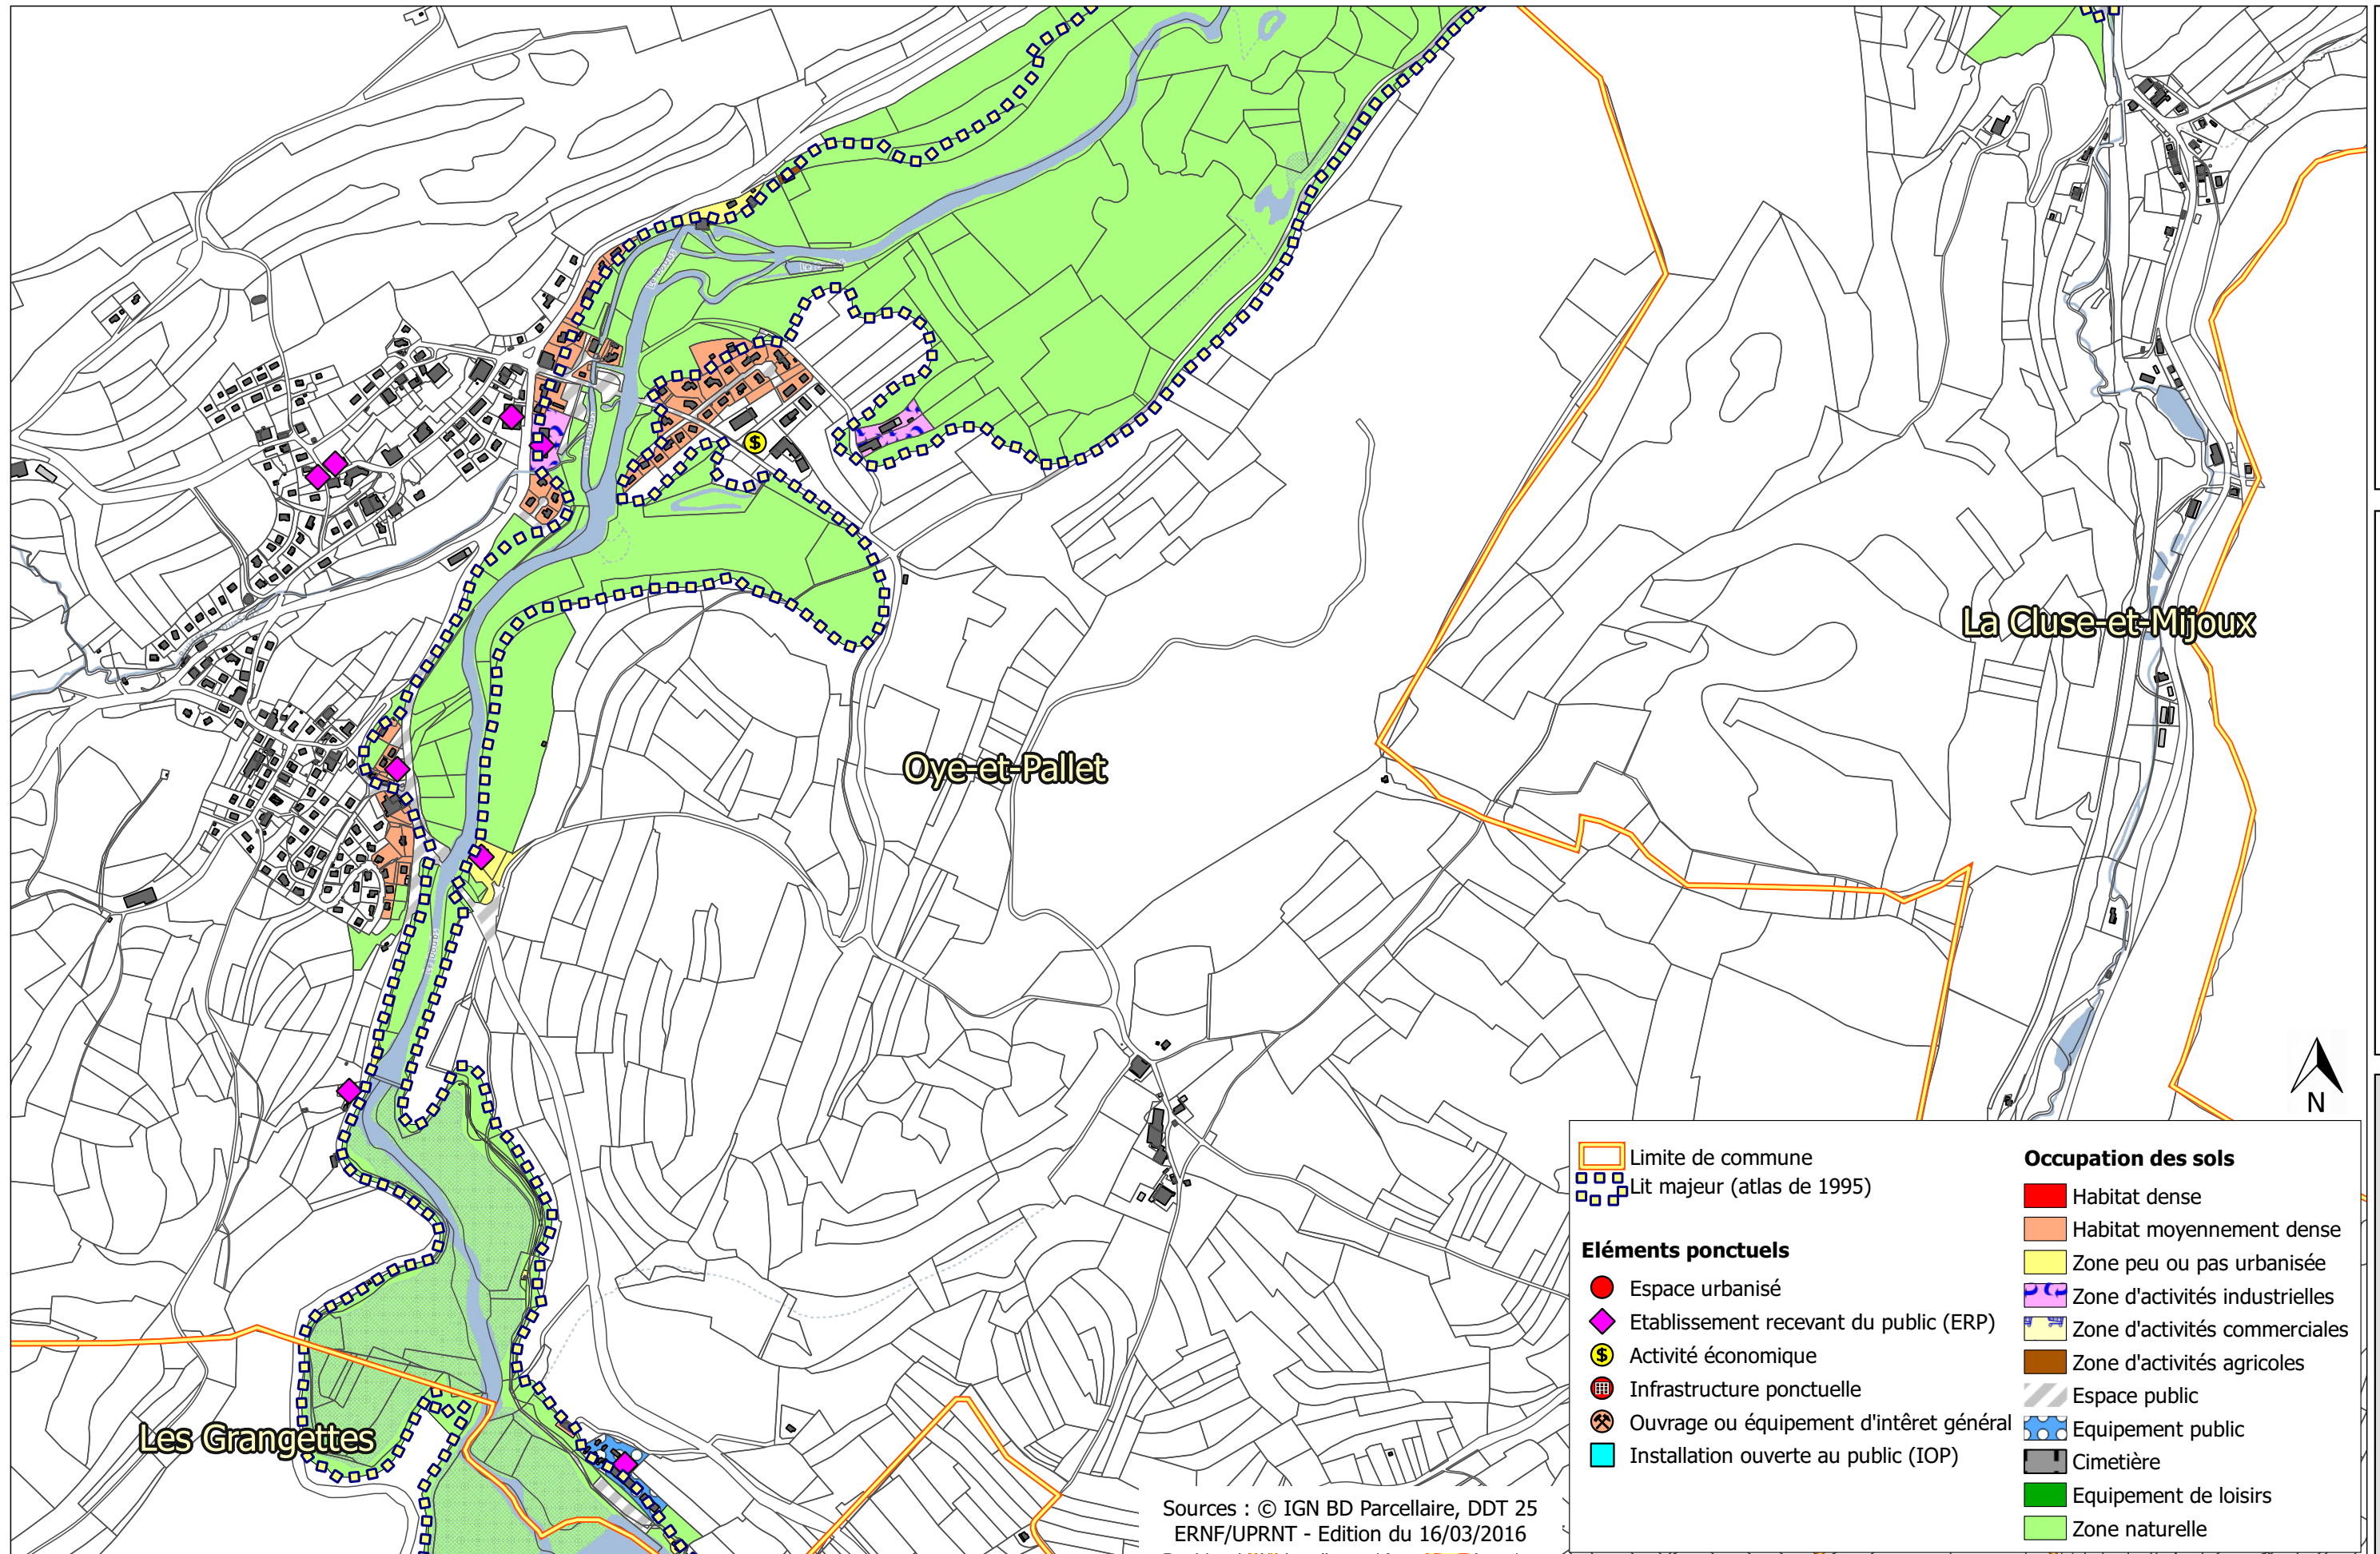 La Cluse-et-Mijoux
Oye-et-Pallet
Les Grangettes
N
Limite de commune
Lit majeur (atlas de 1995)
Eléments ponctuels
Espace urbanisé
Etablissement recevant du public (ERP)
$ Activité économique
Infrastructure ponctuelle
Ouvrage ou équipement d'intêret général
Installation ouverte au public (IOP)
Occupation des sols
Habitat dense
Habitat moyennement dense
Zone peu ou pas urbanisée
Zone d'activités industrielles
Zone d'activités commerciales
Zone d'activités agricoles
Espace public
Equipement public
Cimetière
Equipement de loisirs
Zone naturelle
Sources : © IGN BD Parcellaire, DDT 25
ERNF/UPRNT - Edition du 16/03/2016